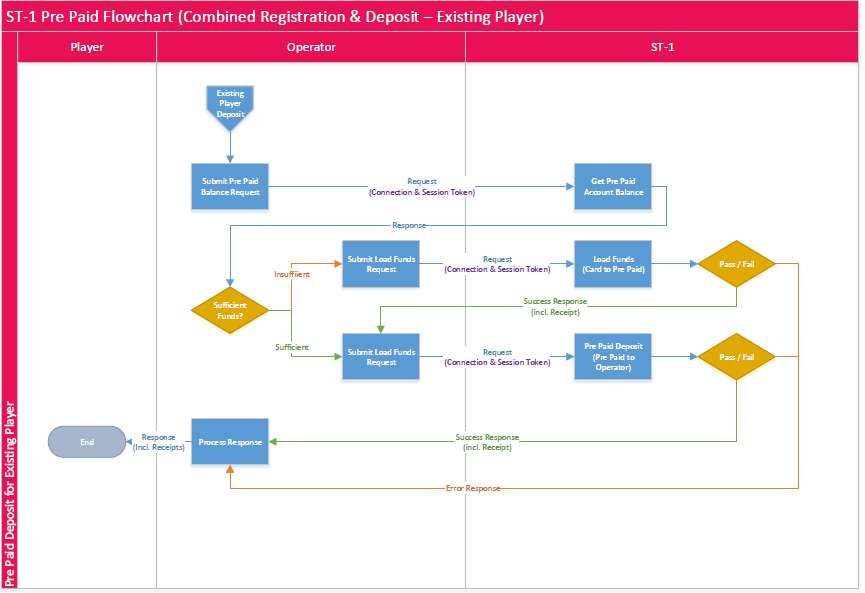 ST-1 Pre Paid Flowchart (Combined Registration & Deposit – Existing Player)
Player
Operator
ST-1
Existing
Player
Deposit
Submit Pre Paid
Balance Request
Request
(Connection & Session Token)
Get Pre Paid
Account Balance
Response
Insuffiient
Submit Load Funds
Request
Request
(Connection & Session Token)
Load Funds
(Card to Pre Paid)
Pass / Fail
Sufficient
Funds?
Success Response
(incl. Receipt)
Sufficient
Submit Load Funds
Request
Request
(Connection & Session Token)
Pre Paid Deposit
(Pre Paid to
Operator)
Pass / Fail
End
Response
(Incl. Receipts)
Process Response
Success Response
(incl. Receipt)
Error Response
Pre Paid Deposit for Existing Player